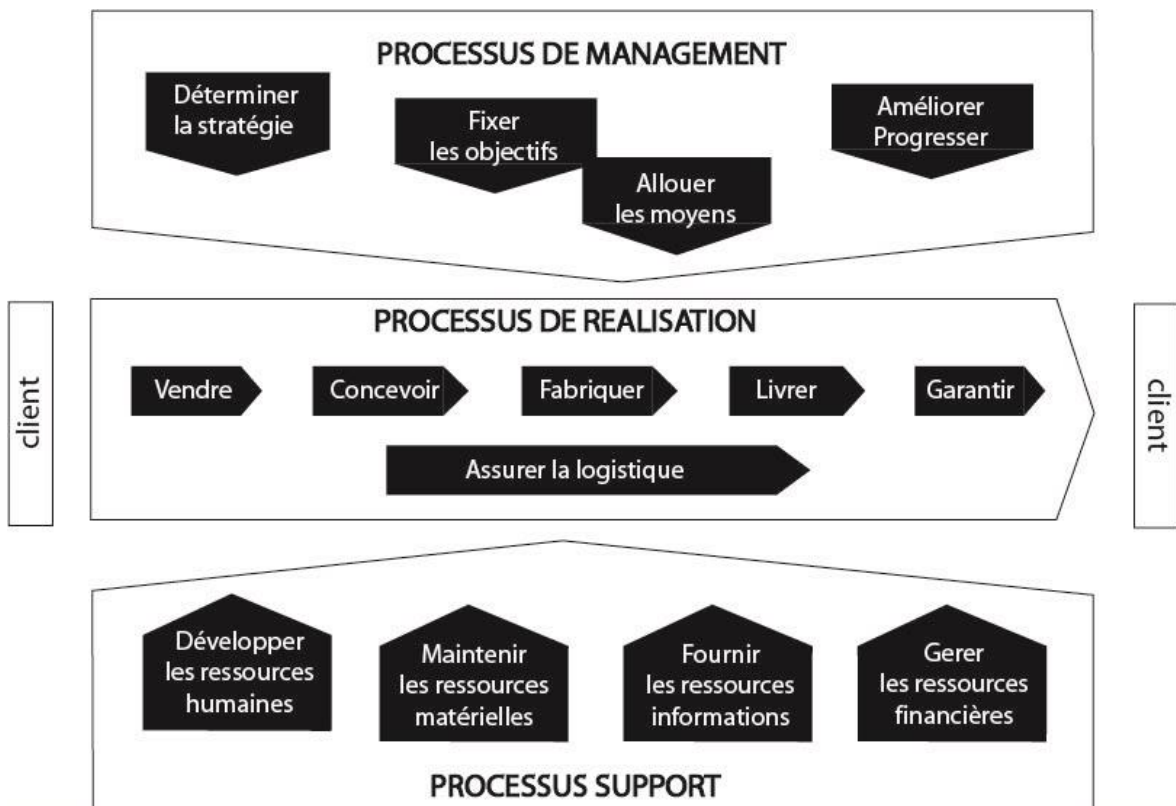 PROCESSUS DE MANAGEMENT
Déterminer
la stratégie
Fixer
les objectifs
Allouer
les moyens
Améliorer
Progresser
client
PROCESSUS DE REALISATION
Vendre
Concevoir
Fabriquer
Livrer
Garantir
Assurer la logistique
client
Développer
les ressources
humaines
Maintenir
les ressources
matérielles
Fournir
les ressources
informations
Gerer
les ressources
financières
PROCESSUS SUPPORT